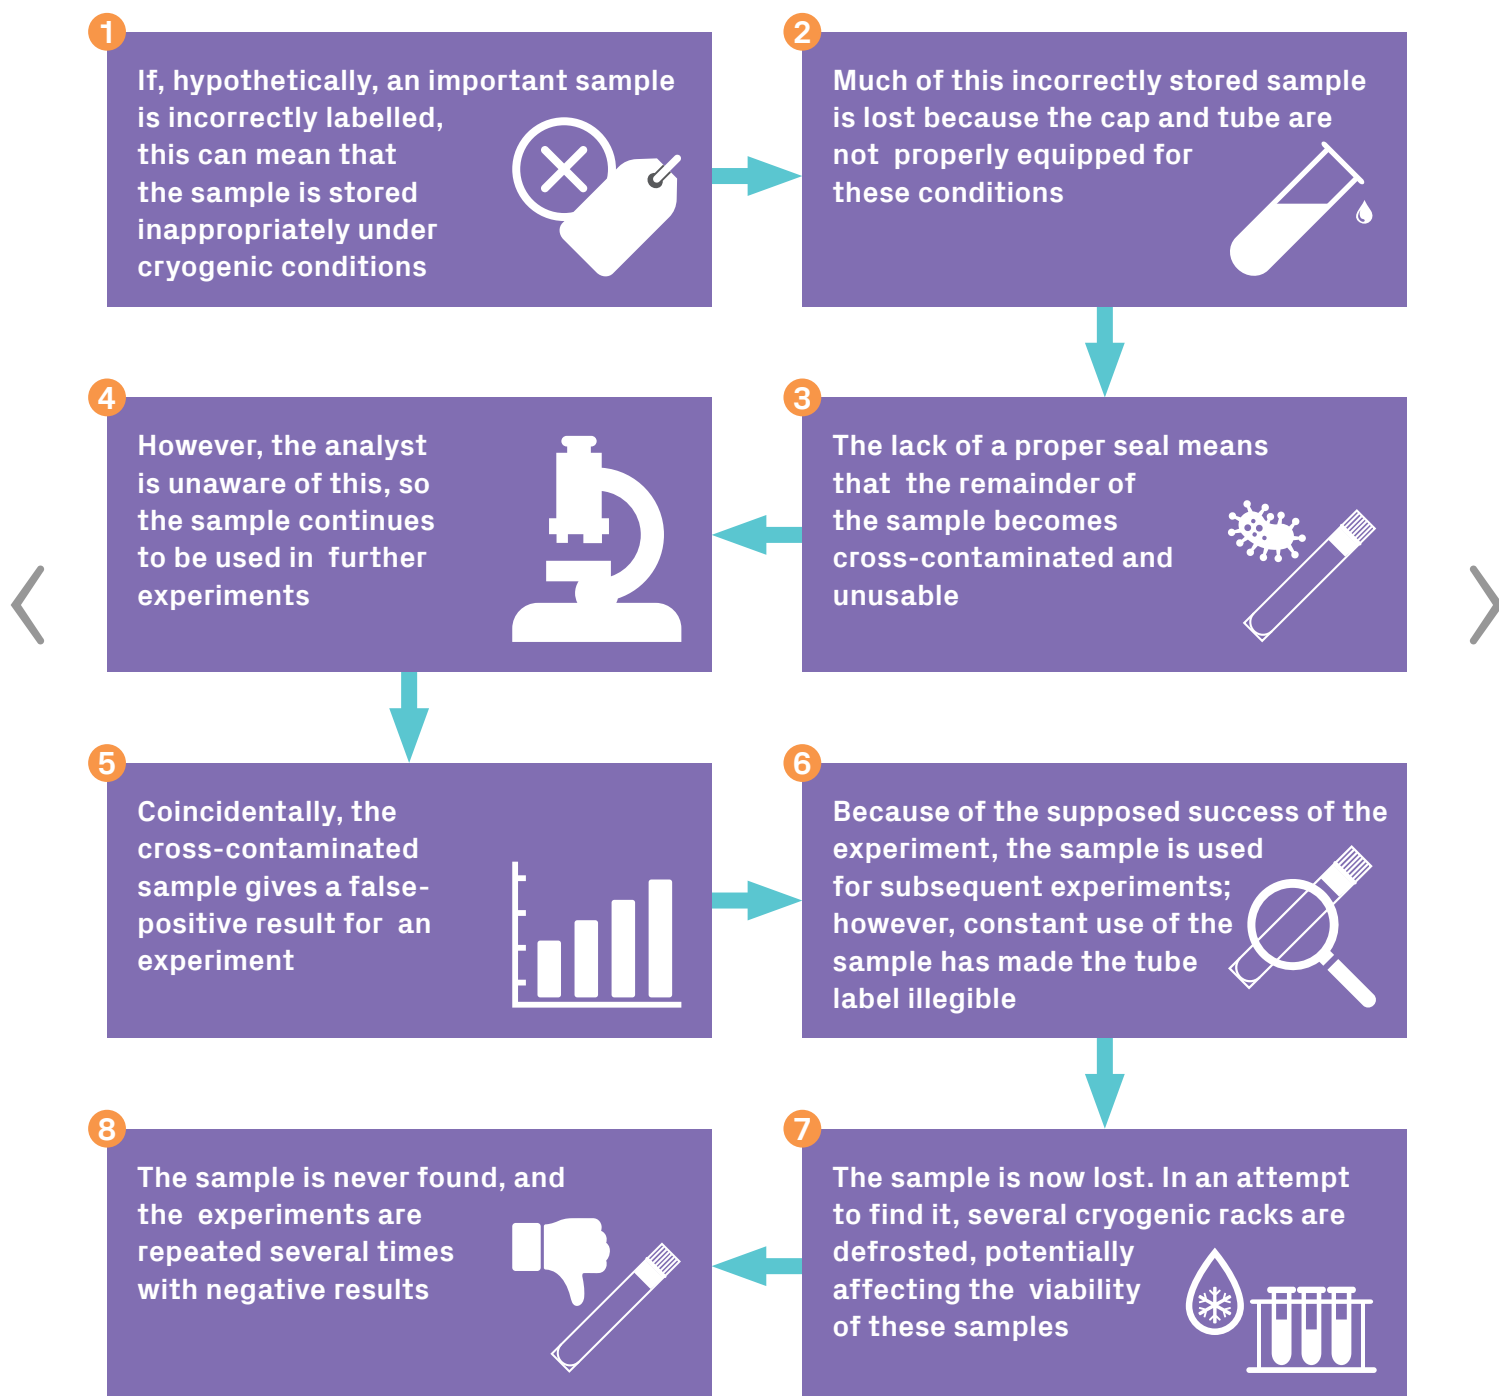 1
If, hypothetically, an important sample
is incorrectly labelled,
this can mean that
the sample is stored
inappropriately under
cryogenic conditions
2
Much of this incorrectly stored sample
is lost because the cap and tube are
not properly equipped for
these conditions
3
The lack of a proper seal means
that the remainder of
the sample becomes
cross-contaminated and
unusable
4
However, the analyst
is unaware of this, so
the sample continues
to be used in further
experiments
5
Coincidentally, the
cross-contaminated
sample gives a false-
positive result for an
experiment
6
Because of the supposed success of the
experiment, the sample is used
for subsequent experiments;
however, constant use of the
sample has made the tube
label illegible
7
The sample is now lost. In an attempt
to find it, several cryogenic racks are
defrosted, potentially
affecting the viability
of these samples
8
The sample is never found, and
the experiments are
repeated several times
with negative results